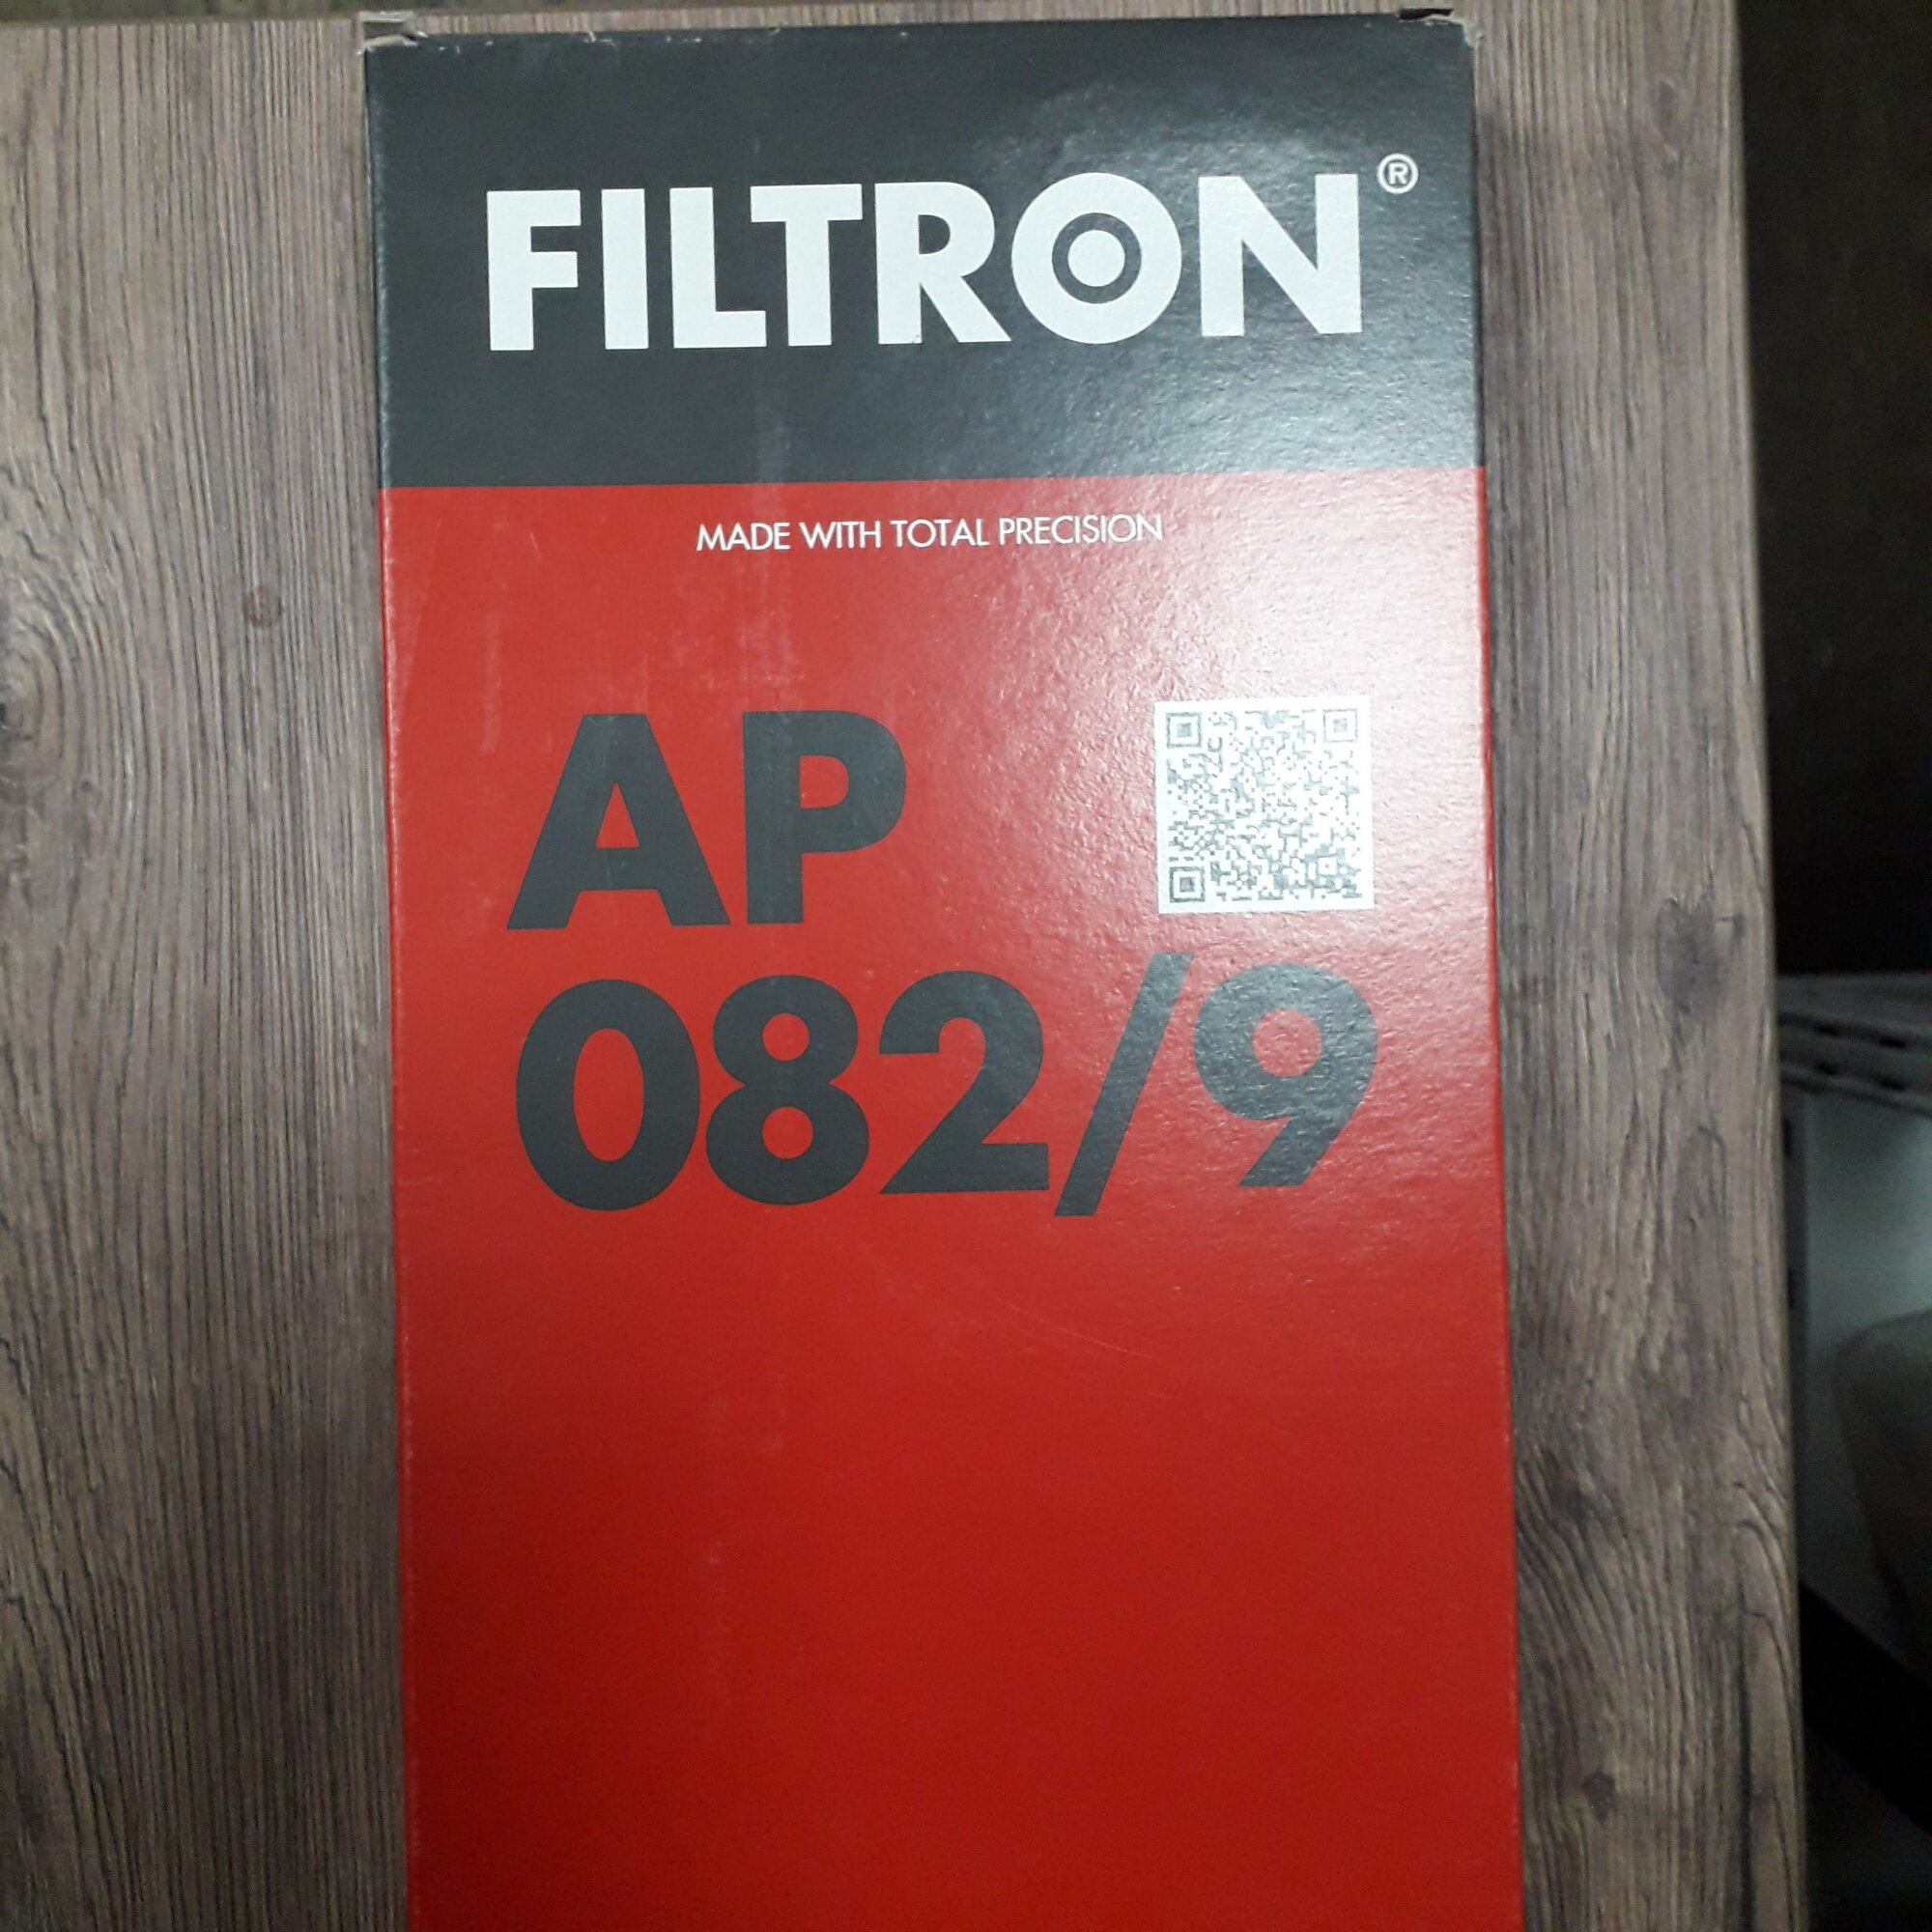 FILTRON®
MADE WITH TOTAL PRECISION
AP
082/9